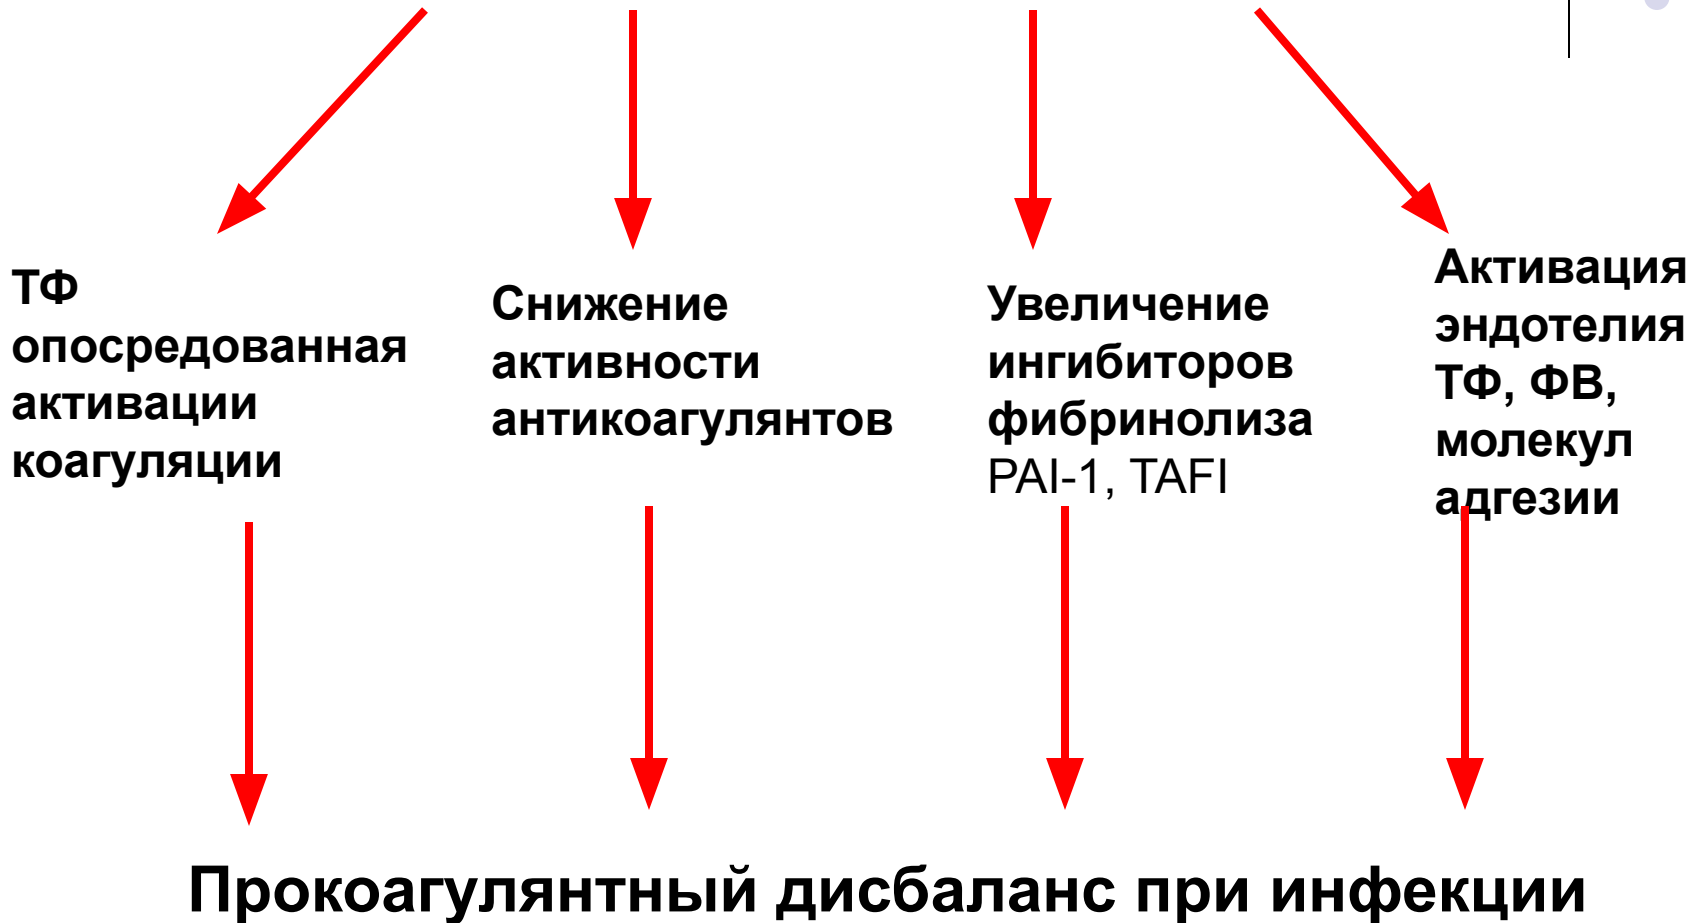 ТФ
опосредованная
активации
коагуляции
Снижение
активности
антикоагулянтов
Увеличение
ингибиторов
фибринолиза
PAI-1, TAFI
Активация
эндотелия
ТФ, ФВ,
молекул
адгезии
Прокоагулянтный дисбаланс при инфекции